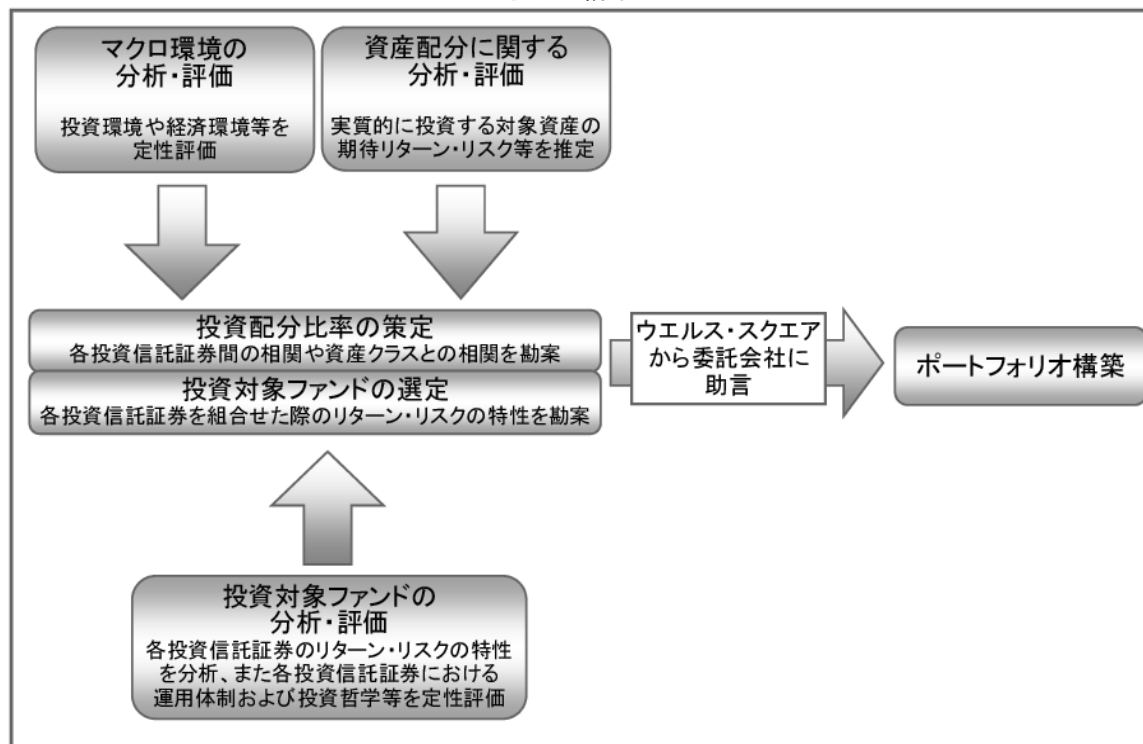 マクロ環境の
分析・評価
投資環境や経済環境等を
定性評価
資産配分に関する
分析・評価
実質的に投資する対象資産の
期待リターン・リスク等を推定
投資配分比率の策定
各投資信託証券間の相関や資産クラスとの相関を勘案
投資対象ファンドの選定
各投資信託証券を組合せた際のリターン・リスクの特性を勘案
ウエルス・スクエア
から委託会社に
助言
ポートフォリオ構築
投資対象ファンドの
分析・評価
各投資信託証券のリターン・リスクの特性
を分析、また各投資信託証券における
運用体制および投資哲学等を定性評価